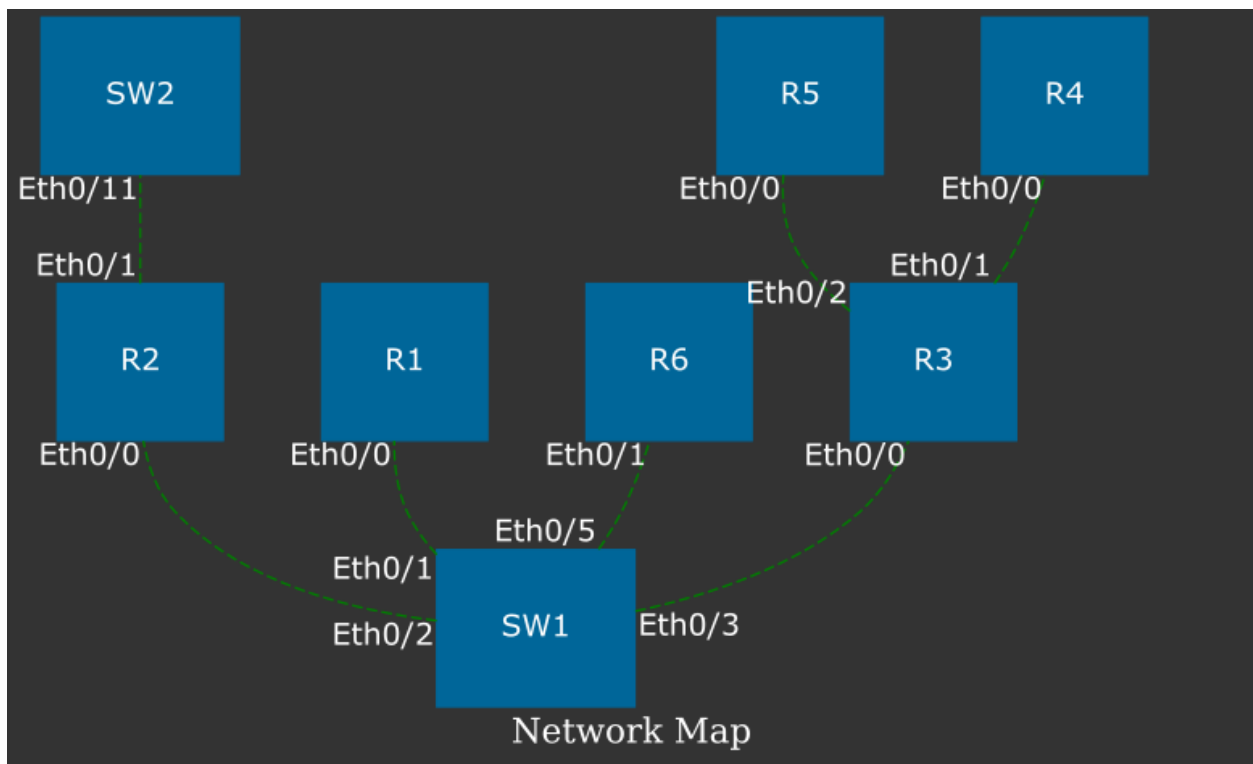 SW2
R5
R4
Eth0/11
Eth0/0
Eth0/0
Eth0/1
Eth0/1
Eth0/2
R2
R1
R6
R3
Eth0/0
Eth0/0
Eth0/1
Eth0/0
Eth0/5
Eth0/1
Eth0/2
SW1
Eth0/3
Network Map